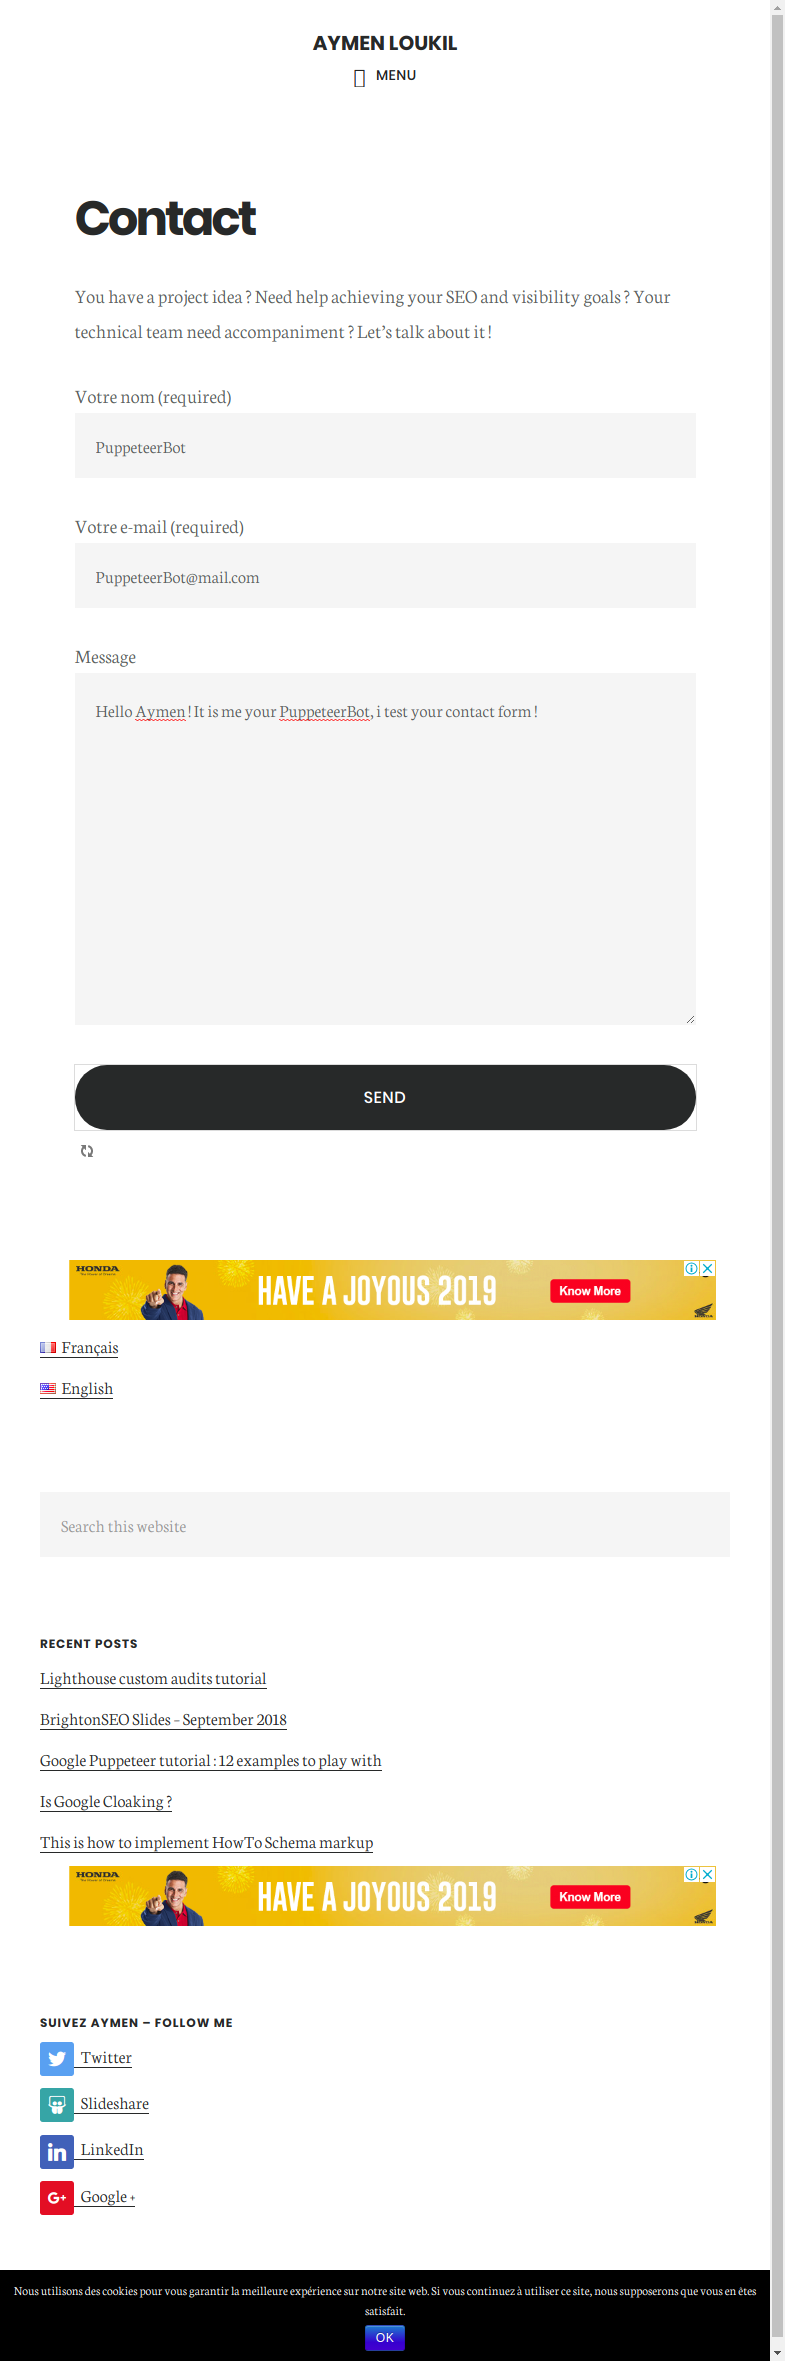 AYMEN LOUKIL
MENU
Contact
You have a project idea ? Need help achieving your SEO and visibility goals ? Your
technical team need accompaniment ? Let’s talk about it !
Votre nom (required)
PuppeteerBot
Votre e-mail (required)
PuppeteerBot@mail.com
Message
Hello Aymen ! It is me your PuppeteerBot, i test your contact form !
SEND
HONDA
HAVE A JOYOUS 2019
Know More
Français
English
Search this website
RECENT POSTS
Lighthouse custom audits tutorial
BrightonSEO Slides – September 2018
Google Puppeteer tutorial : 12 examples to play with
Is Google Cloaking ?
This is how to implement HowTo Schema markup
HONDA
HAVE A JOYOUS 2019
Know More
SUIVEZ AYMEN – FOLLOW ME
Twitter
Slideshare
LinkedIn
Google +
Nous utilisons des cookies pour vous garantir la meilleure expérience sur notre site web. Si vous continuez à utiliser ce site, nous supposerons que vous en êtes
satisfait.
OK